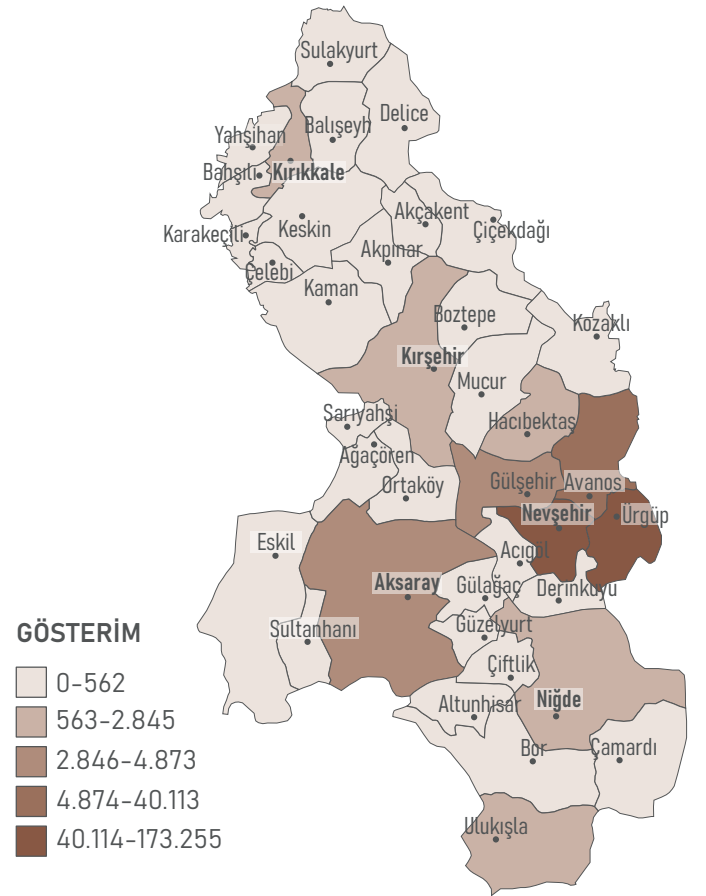 Sulakyurt
Delice
Balışeyh
Yahşihan
Bahşılı
Kırıkkale
Akçakent
Çiçekdağı
Keskin
Karakeçili
Akpınar
Çelebi
Kaman
Boztepe
Kozaklı
Kırşehir
Mucur
Sarıyahşi
Hacıbektaş
Ağaçören
Ortaköy
Gülşehir
Avanos
Nevşehir
Ürgüp
Eskil
Acıgöl
Aksaray
Gülağaç
Derinkuyu
Güzelyurt
Sultanhanı
Çiftlik
Altunhisar
Niğde
Bor
Çamardı
Ulukışla
GÖSTERİM
0-562
563-2.845
2.846-4.873
4.874-40.113
40.114-173.255